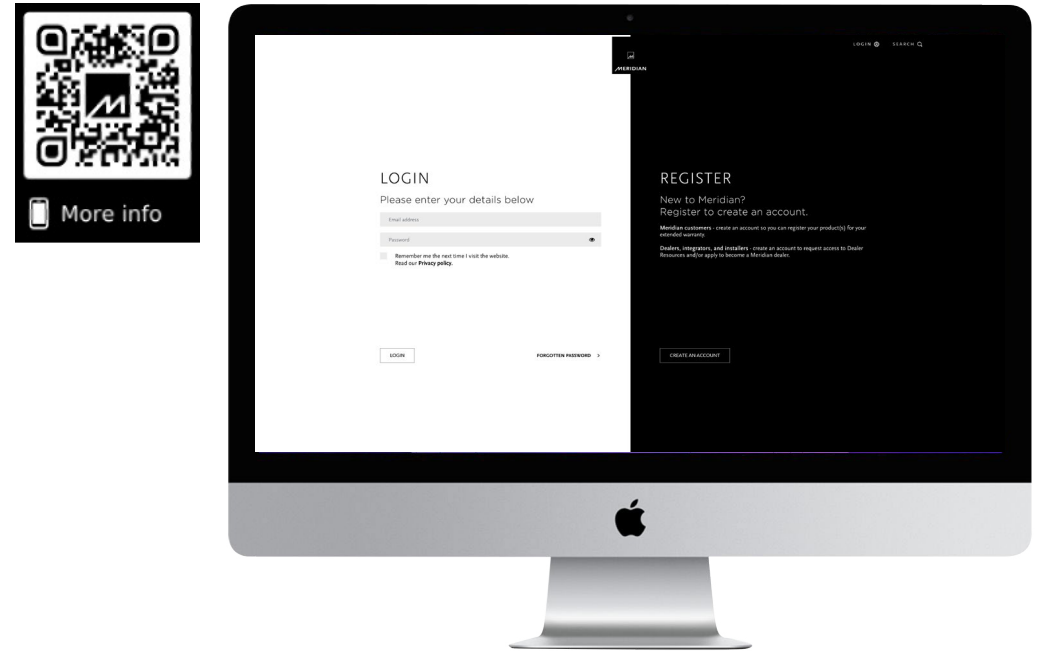 More info
MERIDIAN
LOGIN
SEARCH
LOGIN
Please enter your details below
Email address
Password
Remember me the next time I visit the website.
Read our Privacy policy.
LOGIN
FORGOTTEN PASSWORD >
REGISTER
New to Meridian?
Register to create an account.
Meridian customers - create an account so you can register your product(s) for your
extended warranty.
Dealers, integrators, and installers - create an account to request access to Dealer
Resources and/or apply to become a Meridian dealer.
CREATE AN ACCOUNT